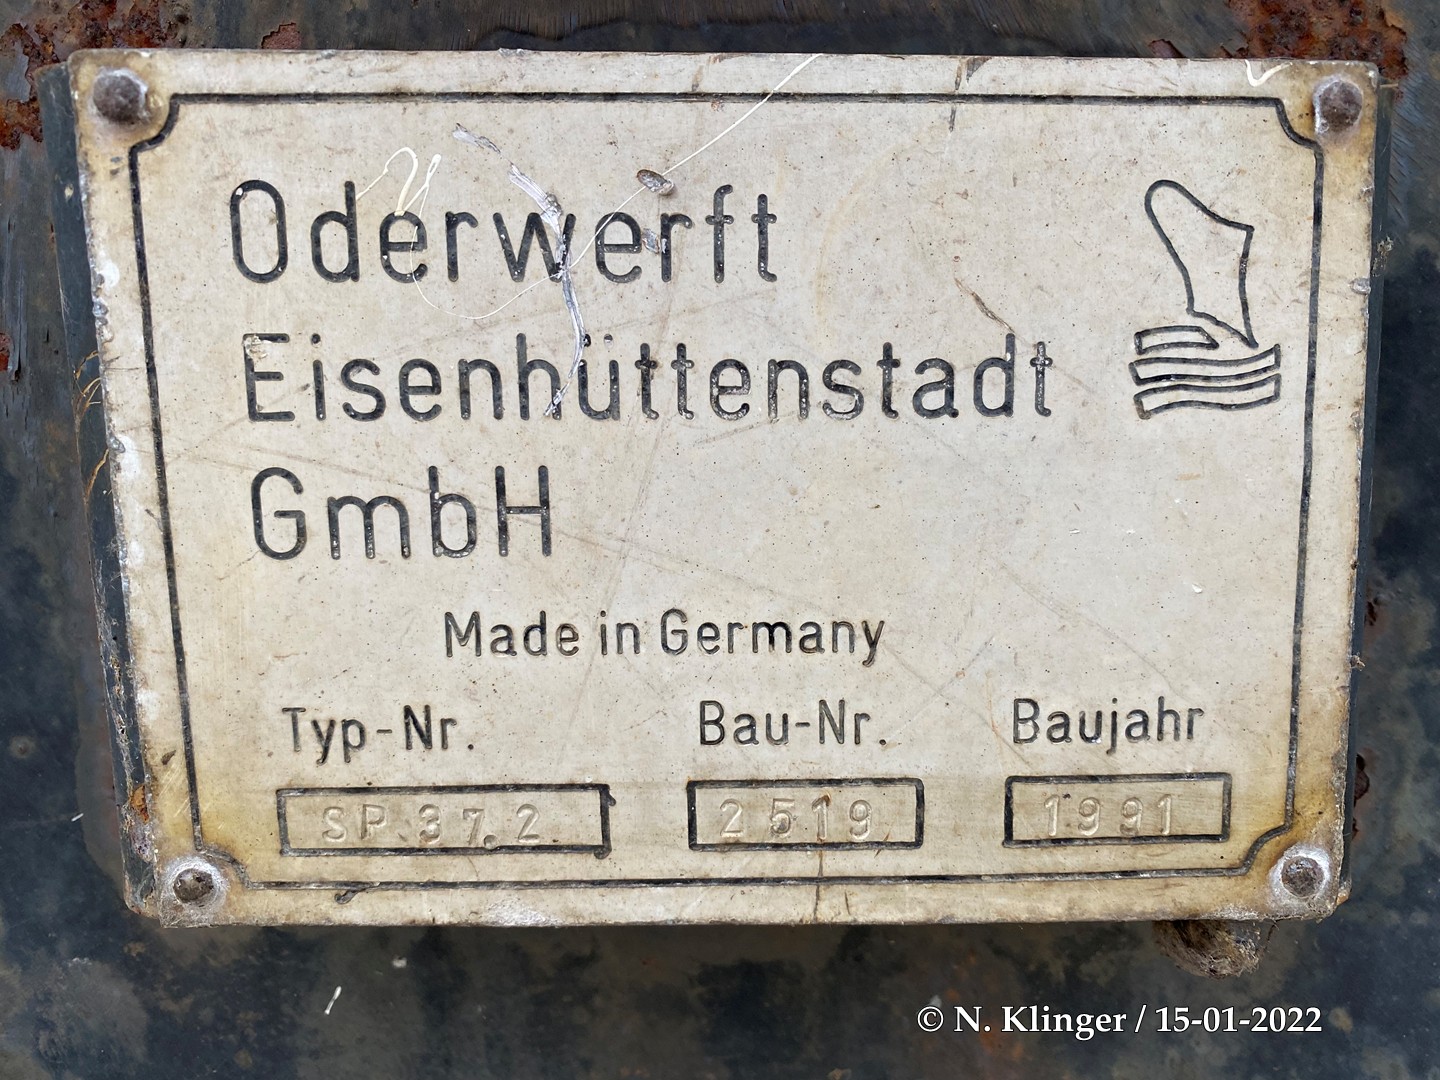 Oderwerft
Eisenhüttenstadt
GmbH
Made in Germany
Typ-Nr. Bau-Nr. Baujahr
SP 37.2 2519 1991
© N. Klinger / 15-01-2022